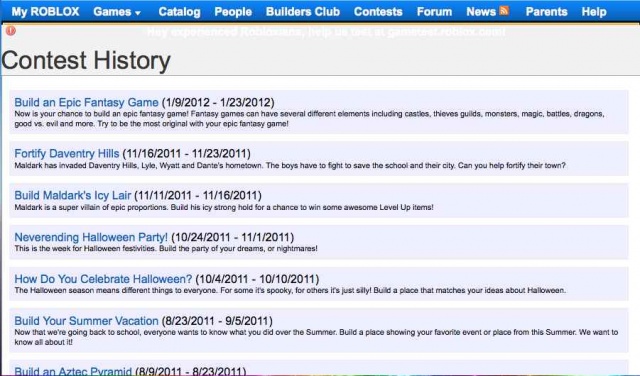 My ROBLOX Games Catalog People Builders Club Contests Forum News Parents Help
Hey experienced Robloxians, help us test at gametest.roblox.com!
Contest History
Build an Epic Fantasy Game (1/9/2012 - 1/23/2012)
Now is your chance to build an epic fantasy game! Fantasy games can have several different elements including castles, thieves guilds, monsters, magic, battles, dragons,
good vs. evil and more. Try to be the most original with your epic fantasy game!
Fortify Daventry Hills (11/16/2011 - 11/23/2011)
Maldark has invaded Daventry Hills, Lyle, Wyatt and Dante's hometown. The boys have to fight to save the school and their city. Can you help fortify their town?
Build Maldark's Icy Lair (11/11/2011 - 11/16/2011)
Maldark is a super villain of epic proportions. Build his icy strong hold for a chance to win some awesome Level Up items!
Neverending Halloween Party! (10/24/2011 - 11/1/2011)
This is the week for Halloween festivities. Build the party of your dreams, or nightmares!
How Do You Celebrate Halloween? (10/4/2011 - 10/10/2011)
The Halloween season means different things to everyone. For some it's spooky, for others it's just silly! Build a place that matches your ideas about Halloween.
Build Your Summer Vacation (8/23/2011 - 9/5/2011)
Now that we're going back to school, everyone wants to know what you did over the Summer. Build a place showing your favorite event or place from this Summer. We want to
know all about it!
Build an Aztec Pyramid (8/9/2011 - 8/23/2011)